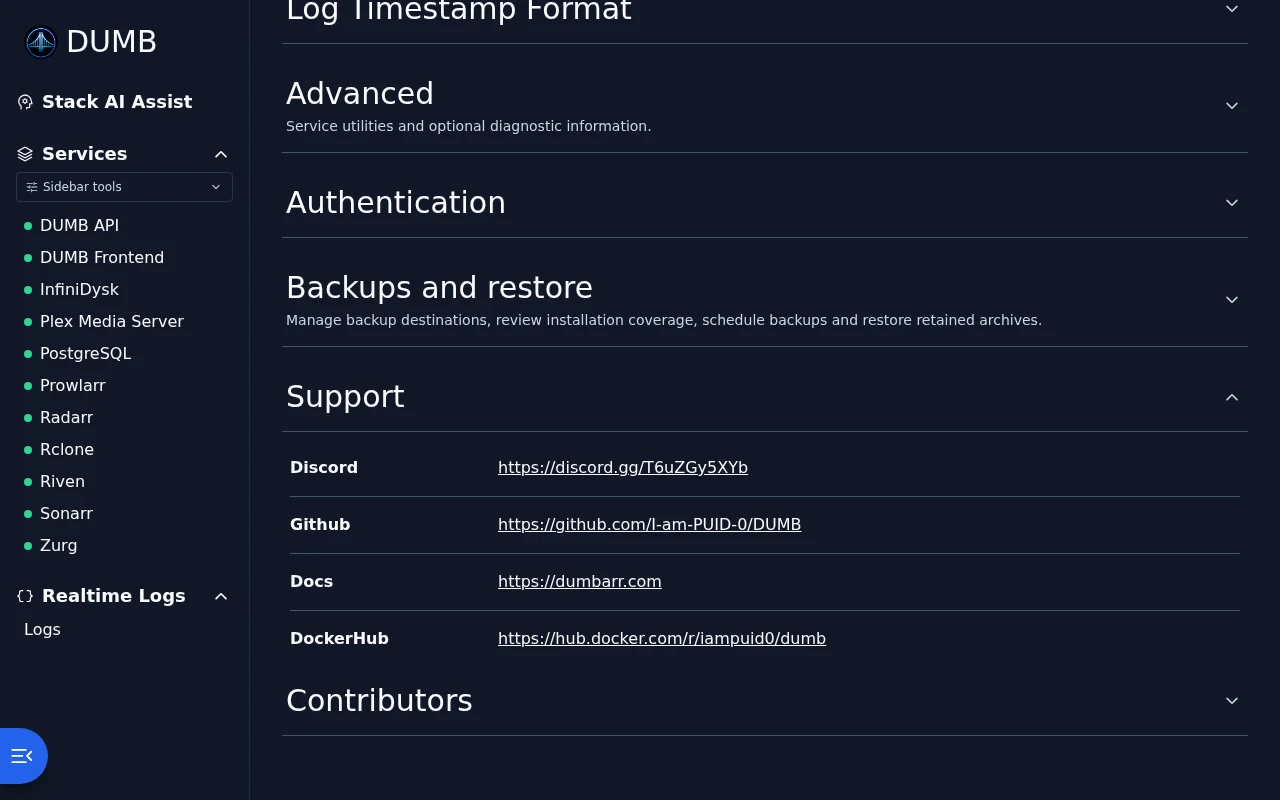 DUMB
Stack AI Assist
Services
Sidebar tools
DUMB API
DUMB Frontend
InfiniDysk
Plex Media Server
PostgreSQL
Prowlarr
Radarr
Rclone
Riven
Sonarr
Zurg
Realtime Logs
Logs
Log Timestamp Format
Advanced
Service utilities and optional diagnostic information.
Authentication
Backups and restore
Manage backup destinations, review installation coverage, schedule backups and restore retained archives.
Support
Discord https://discord.gg/T6uZGy5XYb
Github https://github.com/I-am-PUID-0/DUMB
Docs https://dumbarr.com
DockerHub https://hub.docker.com/r/iampuid0/dumb
Contributors